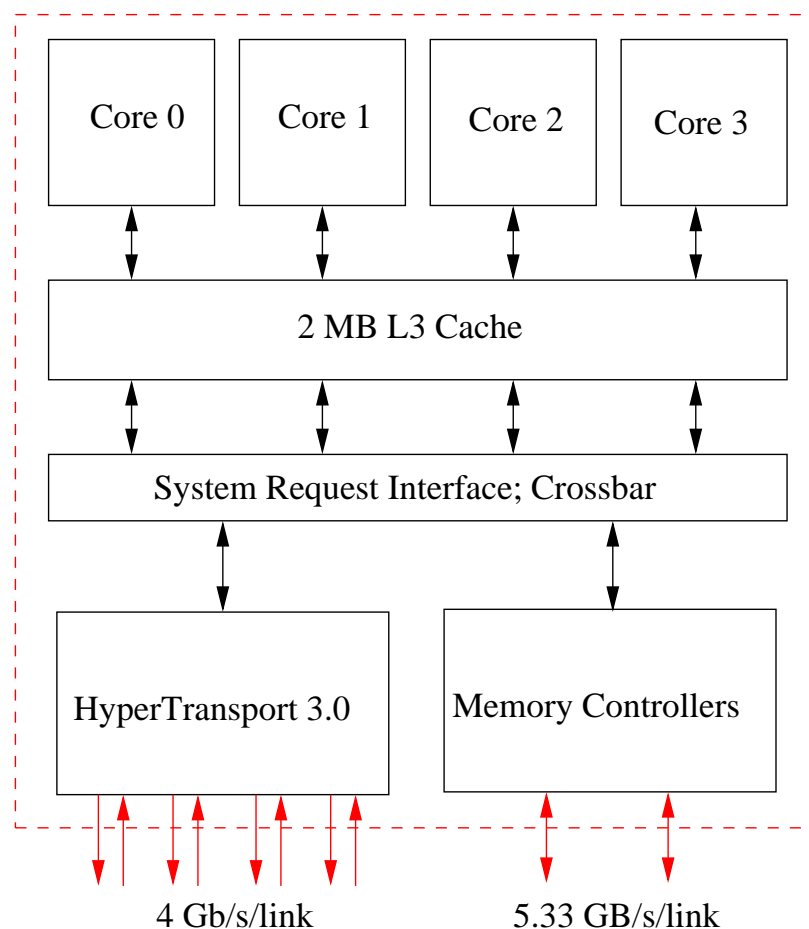 Core 0
Core 1
Core 2
Core 3
2 MB L3 Cache
System Request Interface; Crossbar
HyperTransport 3.0
Memory Controllers
4 Gb/s/link
5.33 GB/s/link